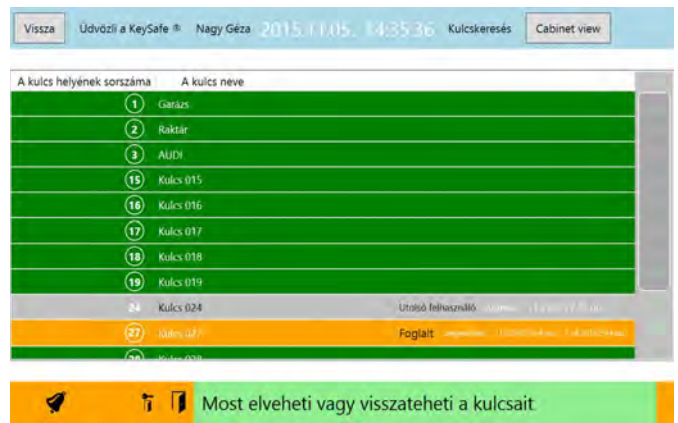 Vissza Üdvözli a KeySafe ® Nagy Géza 2015.11.05. 14:35:36 Kulcskeresés Cabinet view
A kulcs helyének sorszáma A kulcs neve
1 Garázs
2 Raktár
3 AUDI
15 Kulcs 015
16 Kulcs 016
17 Kulcs 017
18 Kulcs 018
19 Kulcs 019
24 Kulcs 024 Utolsó felhasználó
27 Kulcs 027 Foglalt
Most elveheti vagy visszateheti a kulcsait